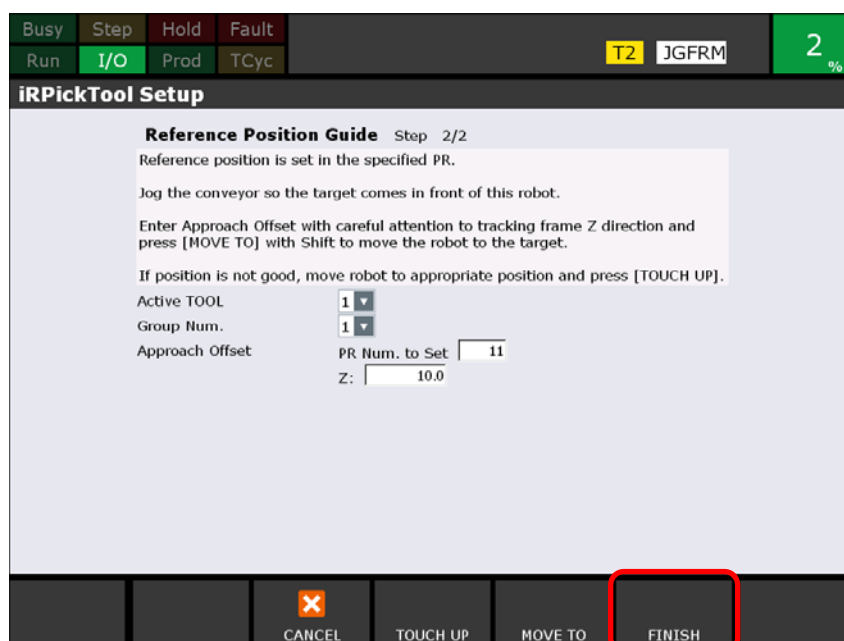 Busy Step Hold Fault
Run I/O Prod TCyc
T2 JGFRM 2 %
iRPickTool Setup
Reference Position Guide Step 2/2
Reference position is set in the specified PR.
Jog the conveyor so the target comes in front of this robot.
Enter Approach Offset with careful attention to tracking frame Z direction and
press [MOVE TO] with Shift to move the robot to the target.
If position is not good, move robot to appropriate position and press [TOUCH UP].
Active TOOL 1
Group Num. 1
Approach Offset PR Num. to Set 11
Z: 10.0
CANCEL TOUCH UP MOVE TO FINISH